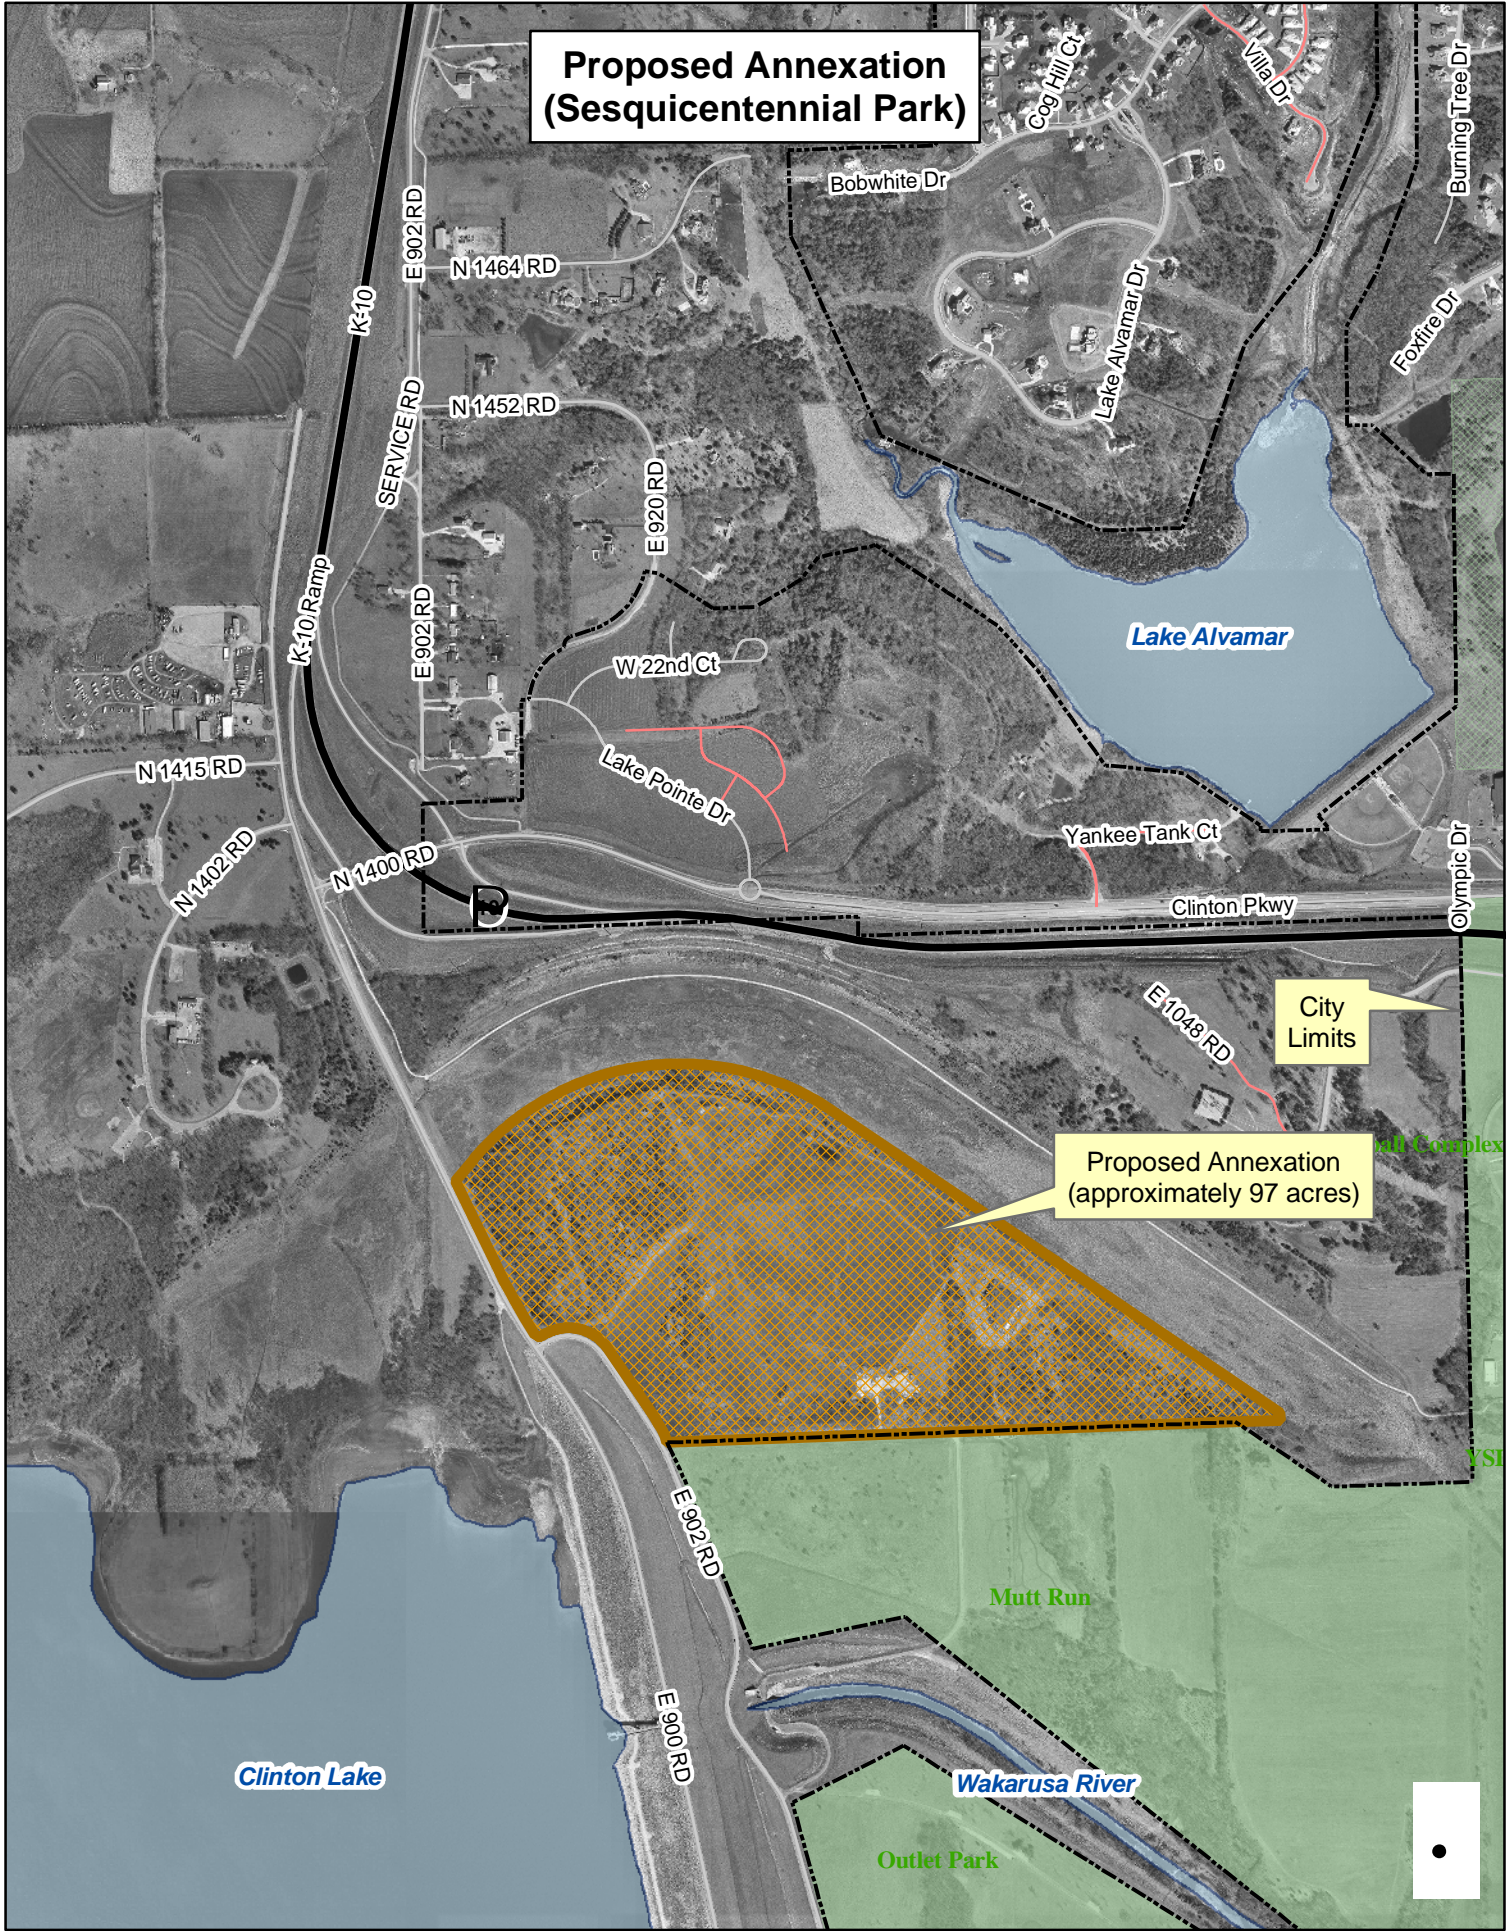 Proposed Annexation
(Sesquicentennial Park)
Cog Hill Ct
Villa Dr
Burning Tree Dr
Bobwhite Dr
E 902 RD
N 1464 RD
K-10
Lake Alvamar Dr
Foxfire Dr
SERVICE RD
N 1452 RD
E 920 RD
K-10 Ramp
E 902 RD
Lake Alvamar
W 22nd Ct
N 1415 RD
Lake Pointe Dr
Yankee Tank Ct
Olympic Dr
N 1402 RD
N 1400 RD
Clinton Pkwy
E 1048 RD
City
Limits
Proposed Annexation
(approximately 97 acres)
ball Complex
YSI
E 902 RD
Mutt Run
E 900 RD
Clinton Lake
Wakarusa River
Outlet Park